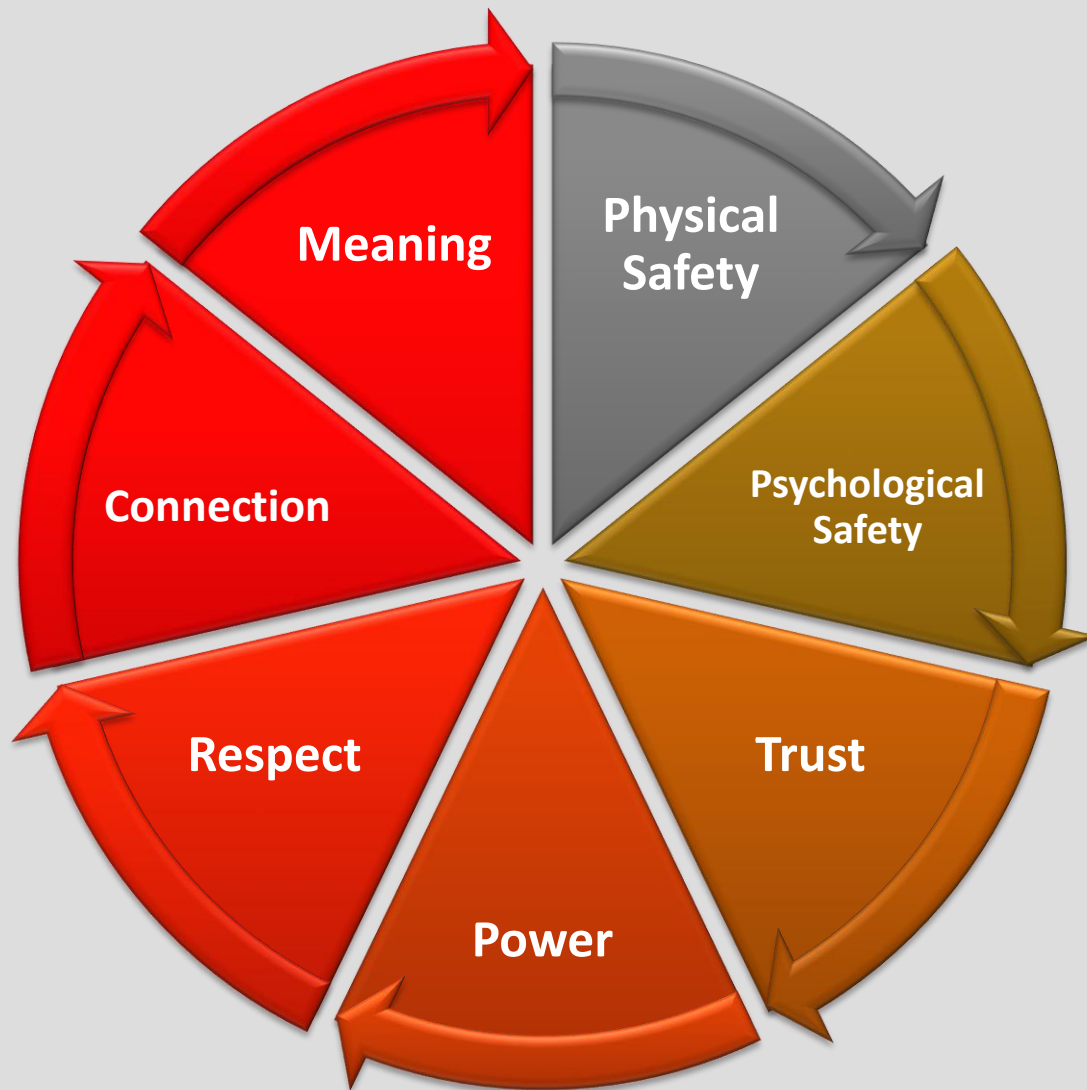 Physical
Safety
Psychological
Safety
Trust
Power
Respect
Connection
Meaning